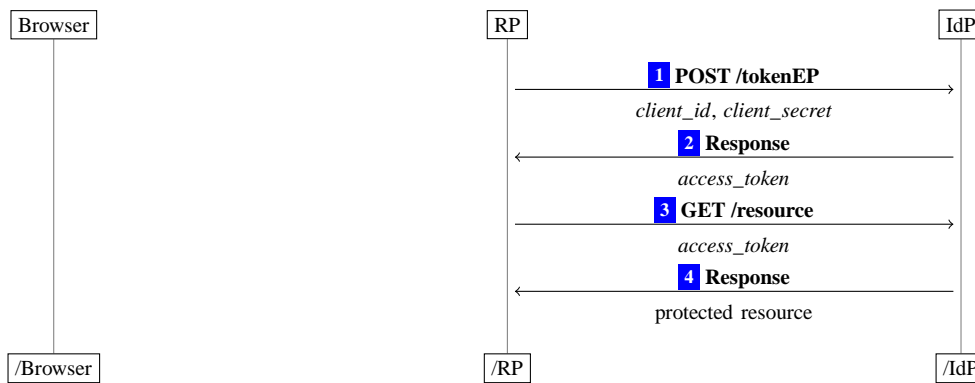 Browser RP IdP
1 POST /tokenEP
client_id, client_secret
2 Response
access_token
3 GET /resource
access_token
4 Response
protected resource
/Browser /RP /IdP